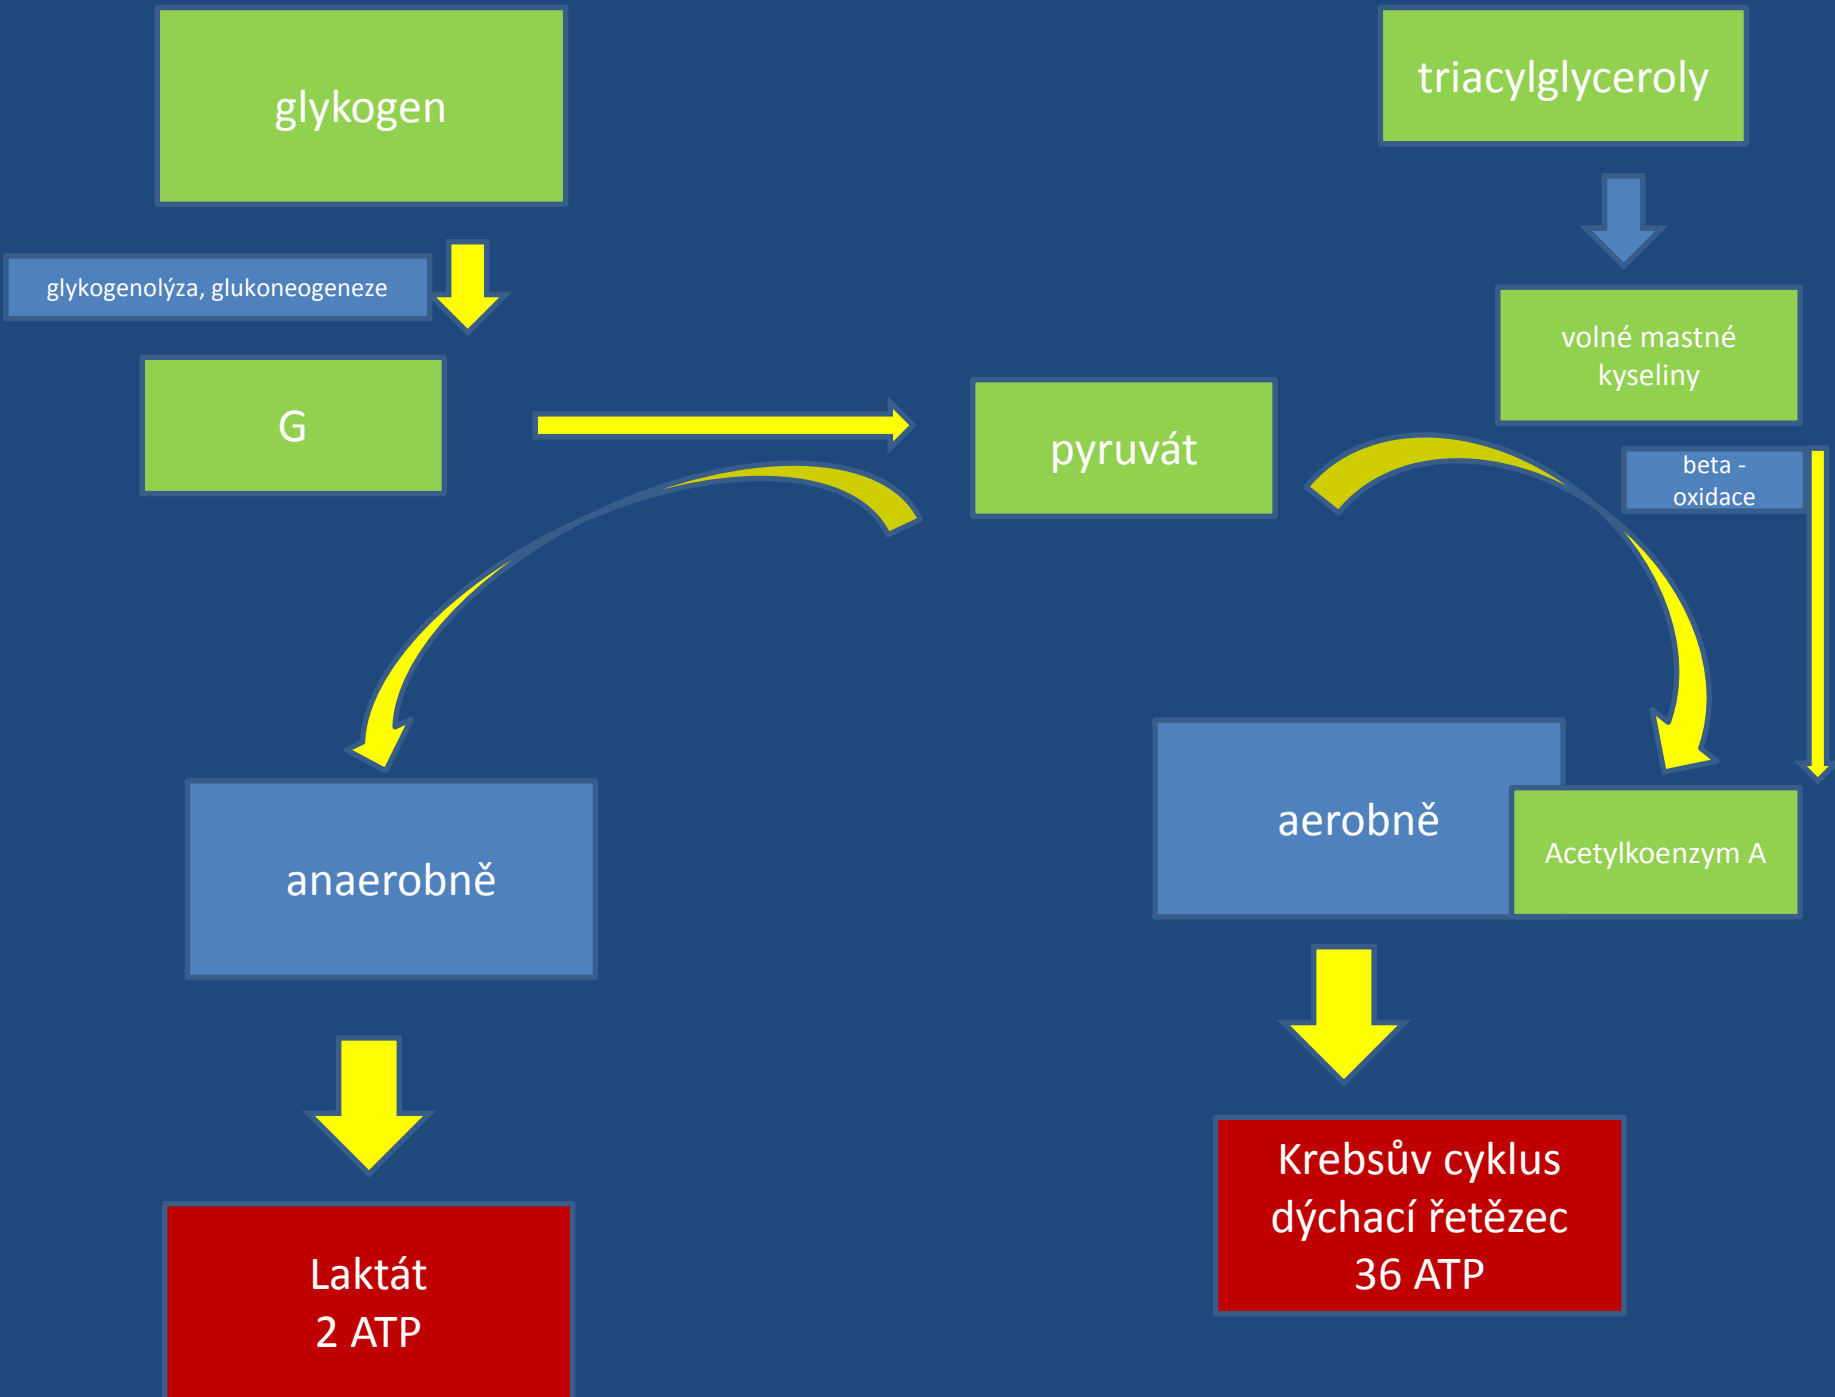 glykogen
triacylglyceroly
glykogenolýza, glukoneogeneze
volné mastné
kyseliny
G
pyruvát
beta -
oxidace
anaerobně
aerobně
Acetylkoenzym A
Laktát
2 ATP
Krebsův cyklus
dýchací řetězec
36 ATP